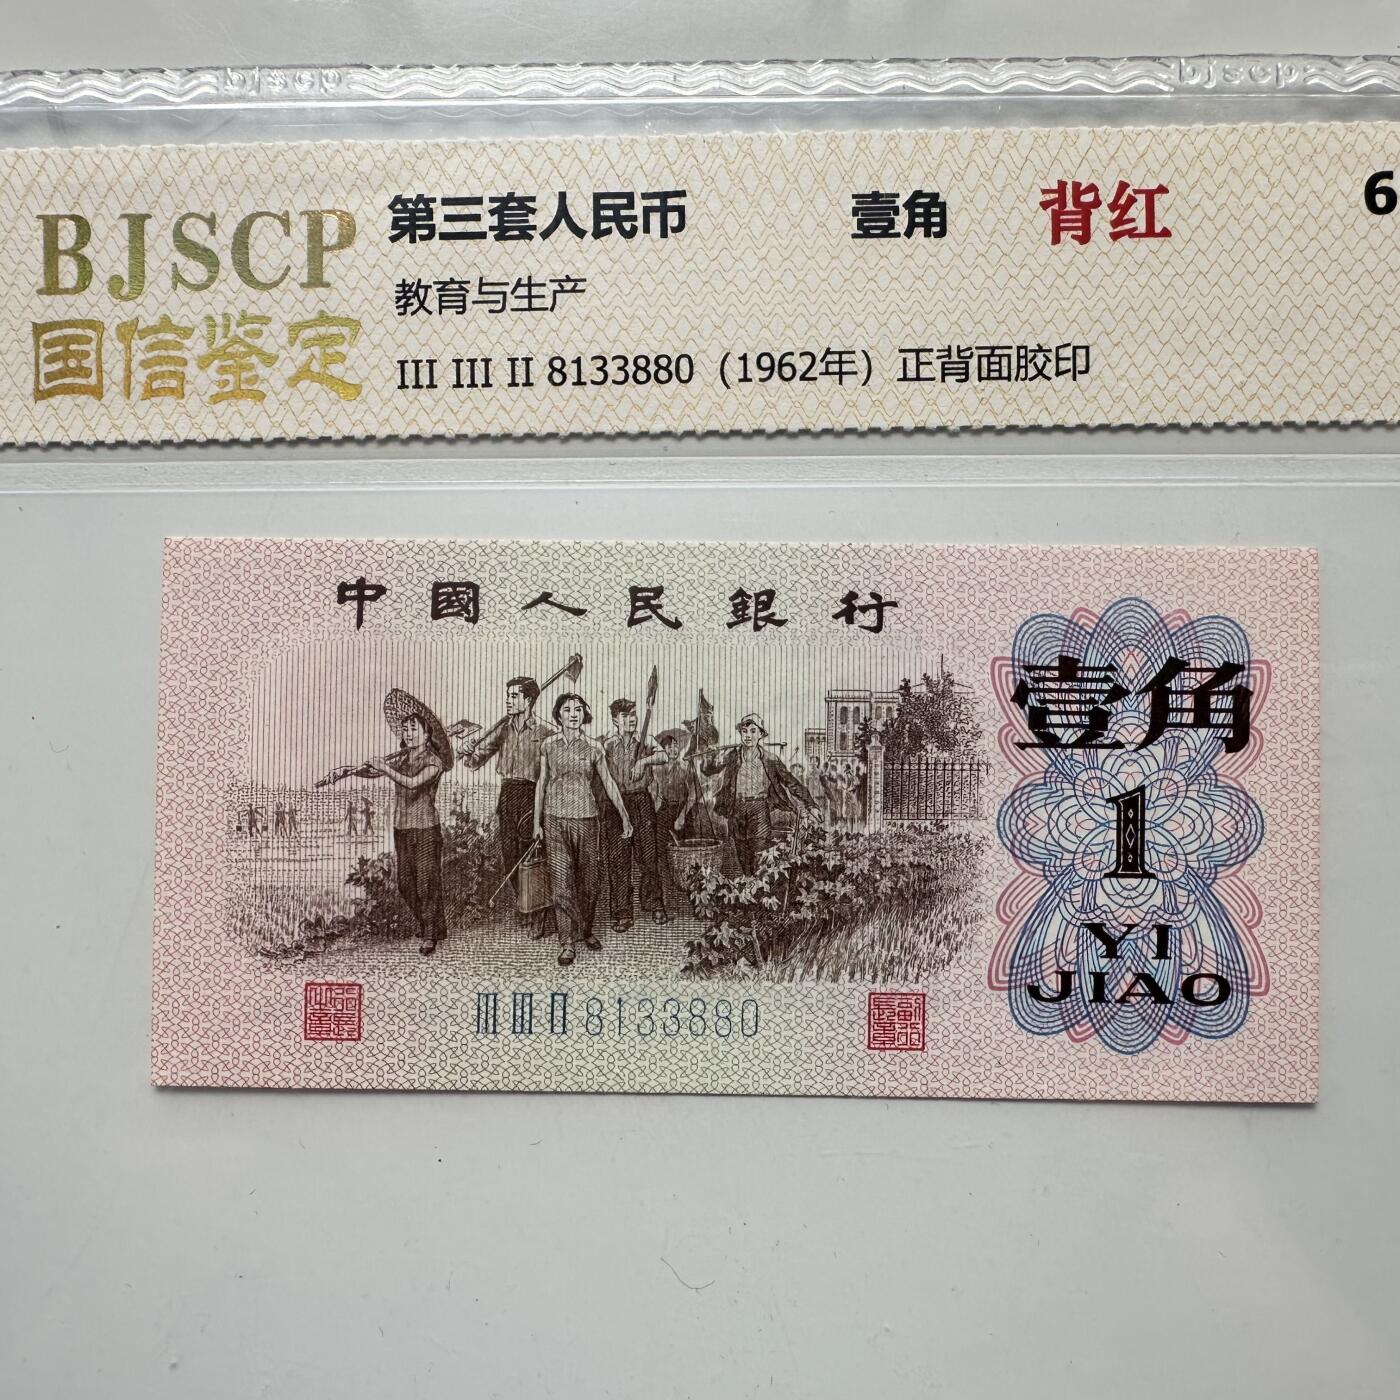 bjscp bjscp
BJSCP
国信鉴定
第三套人民币 壹角 背红 6
教育与生产
III III II 8133880（1962年）正背面胶印
中國人民銀行
壹角
1
YI
JIAO
III III II 8133880